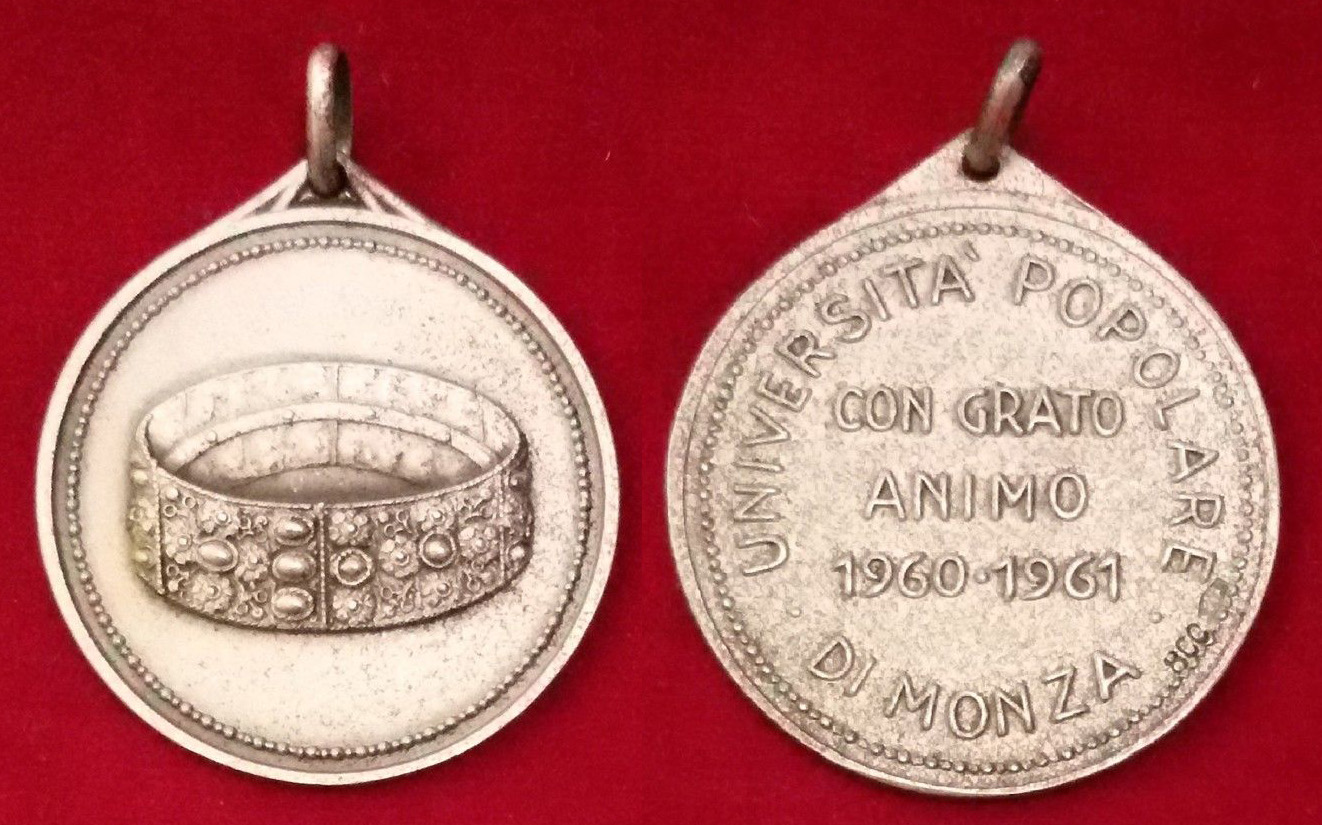 UNIVERSITA' POPOLARE
CON GRATO
ANIMO
1960·1961
· DI MONZA ·